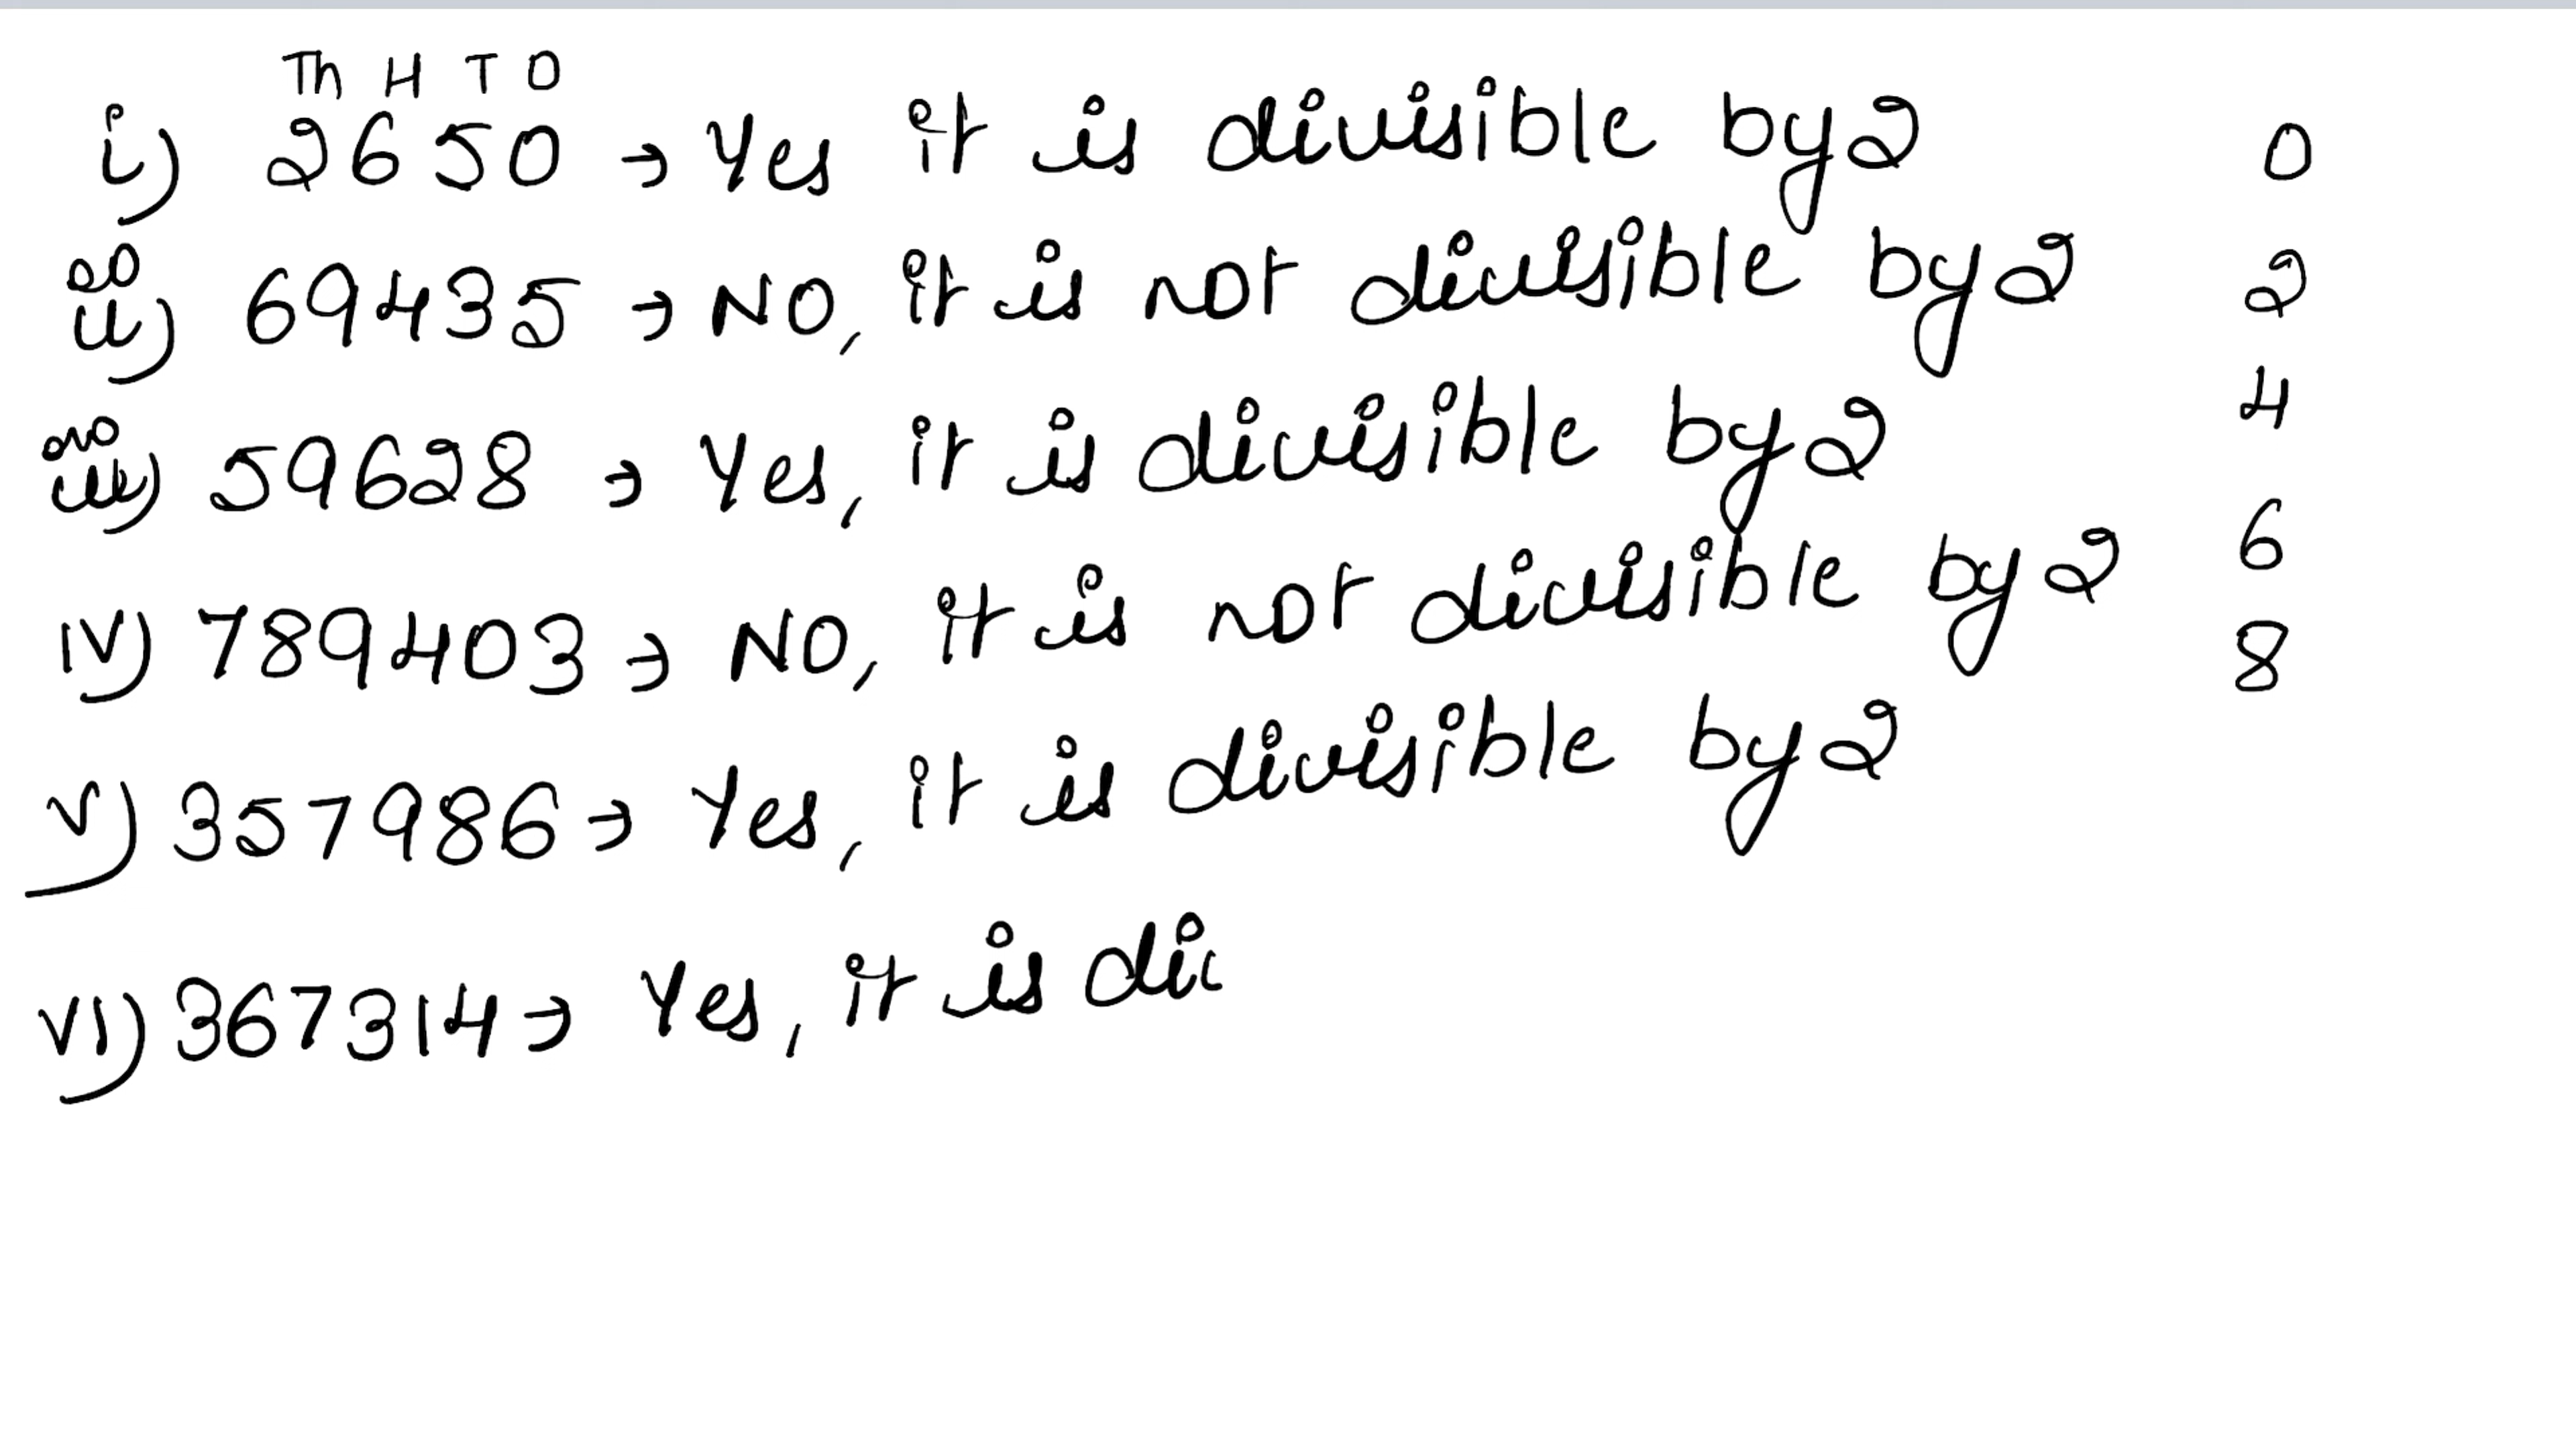 Th H T O
i) 2650 → Yes it is divisible by 2
0
ii) 69435 → NO, it is not divisible by 2
2
iii) 59628 → Yes, it is divisible by 2
4
iv) 789403 → NO, it is not divisible by 2
6
8
v) 357986 → Yes, it is divisible by 2
vi) 367314 → Yes, it is div